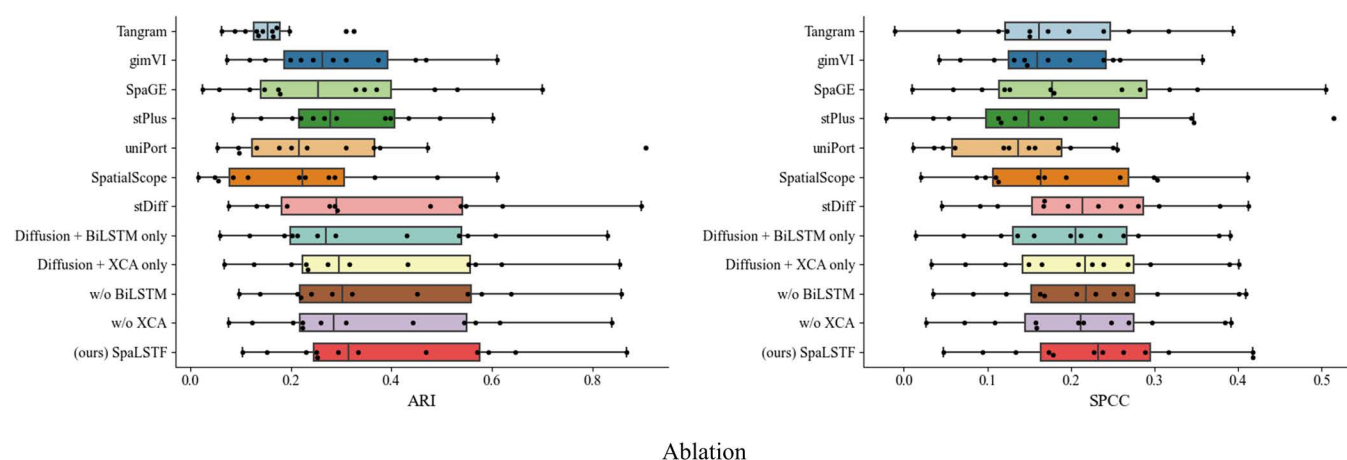 Tangram
gimVI
SpaGE
stPlus
uniPort
SpatialScope
stDiff
Diffusion + BiLSTM only
Diffusion + XCA only
w/o BiLSTM
w/o XCA
(ours) SpaLSTF
0.0 0.2 0.4 0.6 0.8
ARI
Tangram
gimVI
SpaGE
stPlus
uniPort
SpatialScope
stDiff
Diffusion + BiLSTM only
Diffusion + XCA only
w/o BiLSTM
w/o XCA
(ours) SpaLSTF
0.0 0.1 0.2 0.3 0.4 0.5
SPCC
Ablation